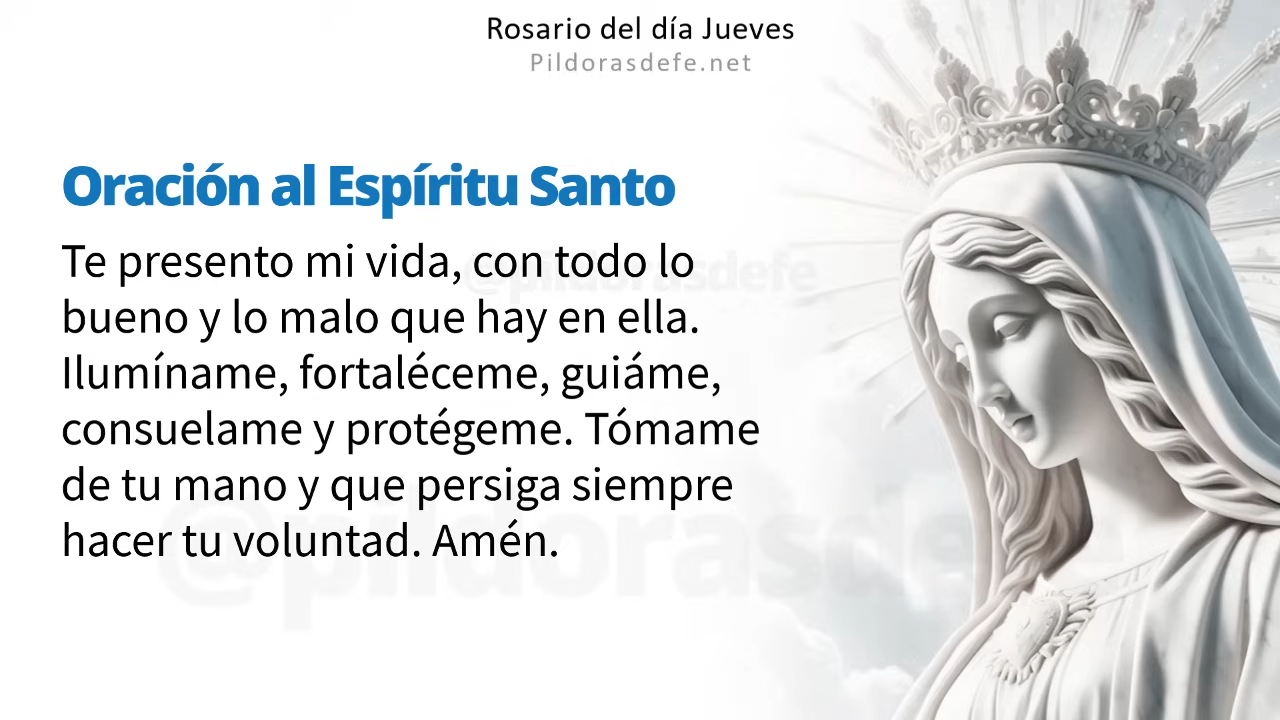 Rosario del día Jueves
Pildorasdefe.net
Oración al Espíritu Santo
Te presento mi vida, con todo lo
@pildorasdefe
bueno y lo malo que hay en ella.
Ilumíname, fortaléceme, guiáme,
consuelame y protégeme. Tómame
de tu mano y que persiga siempre
hacer tu voluntad. Amén.
@pildorasdefe